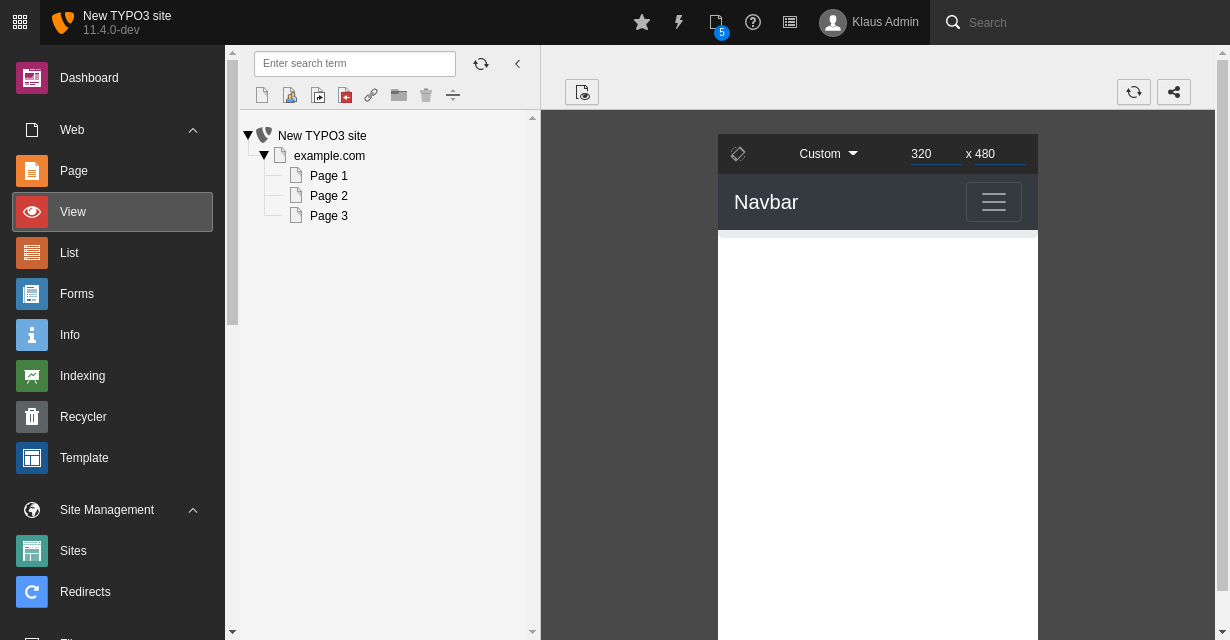 New TYPO3 site
11.4.0-dev
5
Klaus Admin
Search
Dashboard
Web
Page
View
List
Forms
Info
Indexing
Recycler
Template
Site Management
Sites
Redirects
Enter search term
New TYPO3 site
example.com
Page 1
Page 2
Page 3
Custom
320
x 480
Navbar